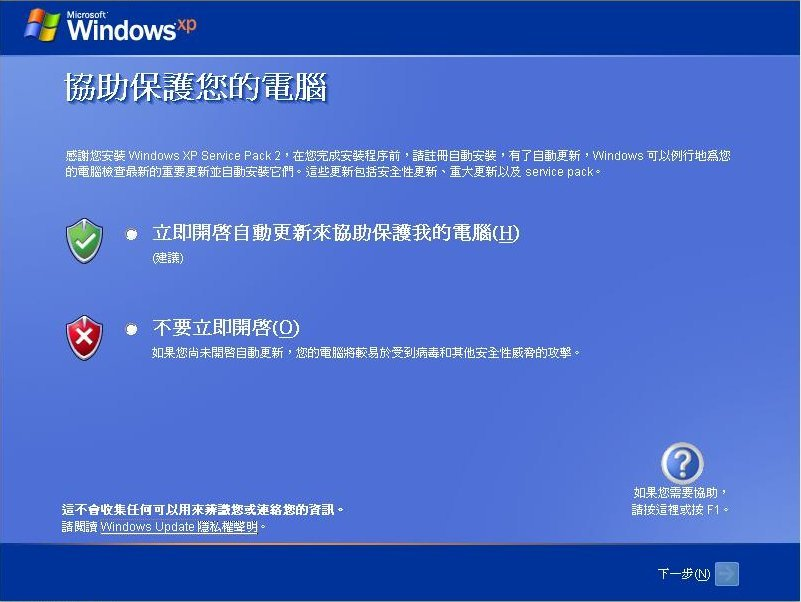 Microsoft
Windows xp
協助保護您的電腦
感謝您安裝 Windows XP Service Pack 2，在您完成安裝程序前，請註冊自動安裝，有了自動更新，Windows 可以例行地為您
的電腦檢查最新的重要更新並自動安裝它們。這些更新包括安全性更新、重大更新以及 service pack。
立即開啓自動更新來協助保護我的電腦(H)
(建議)
不要立即開啓(O)
如果您尚未開啓自動更新，您的電腦將較易於受到病毒和其他安全性威脅的攻擊。
如果您需要協助，
請按這裡或按 F1。
這不會收集任何可以用來辨識您或連絡您的資訊。
請閱讀 Windows Update 隱私權聲明。
下一步(N)